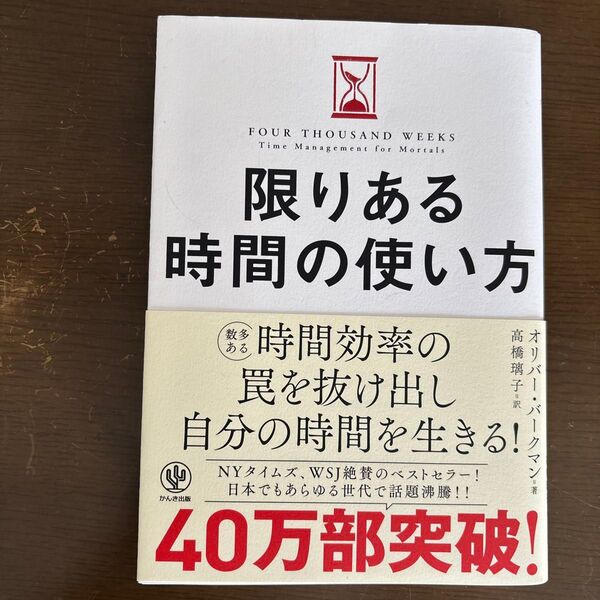 FOUR THOUSAND WEEKS
Time Management for Mortals
限りある
時間の使い方
オリバー・バークマン=著
高橋璃子=訳
数多ある
時間効率の
罠を抜け出し
自分の時間を生きる!
NYタイムズ、WSJ絶賛のベストセラー!
日本でもあらゆる世代で話題沸騰!!
かんき出版
40万部突破!